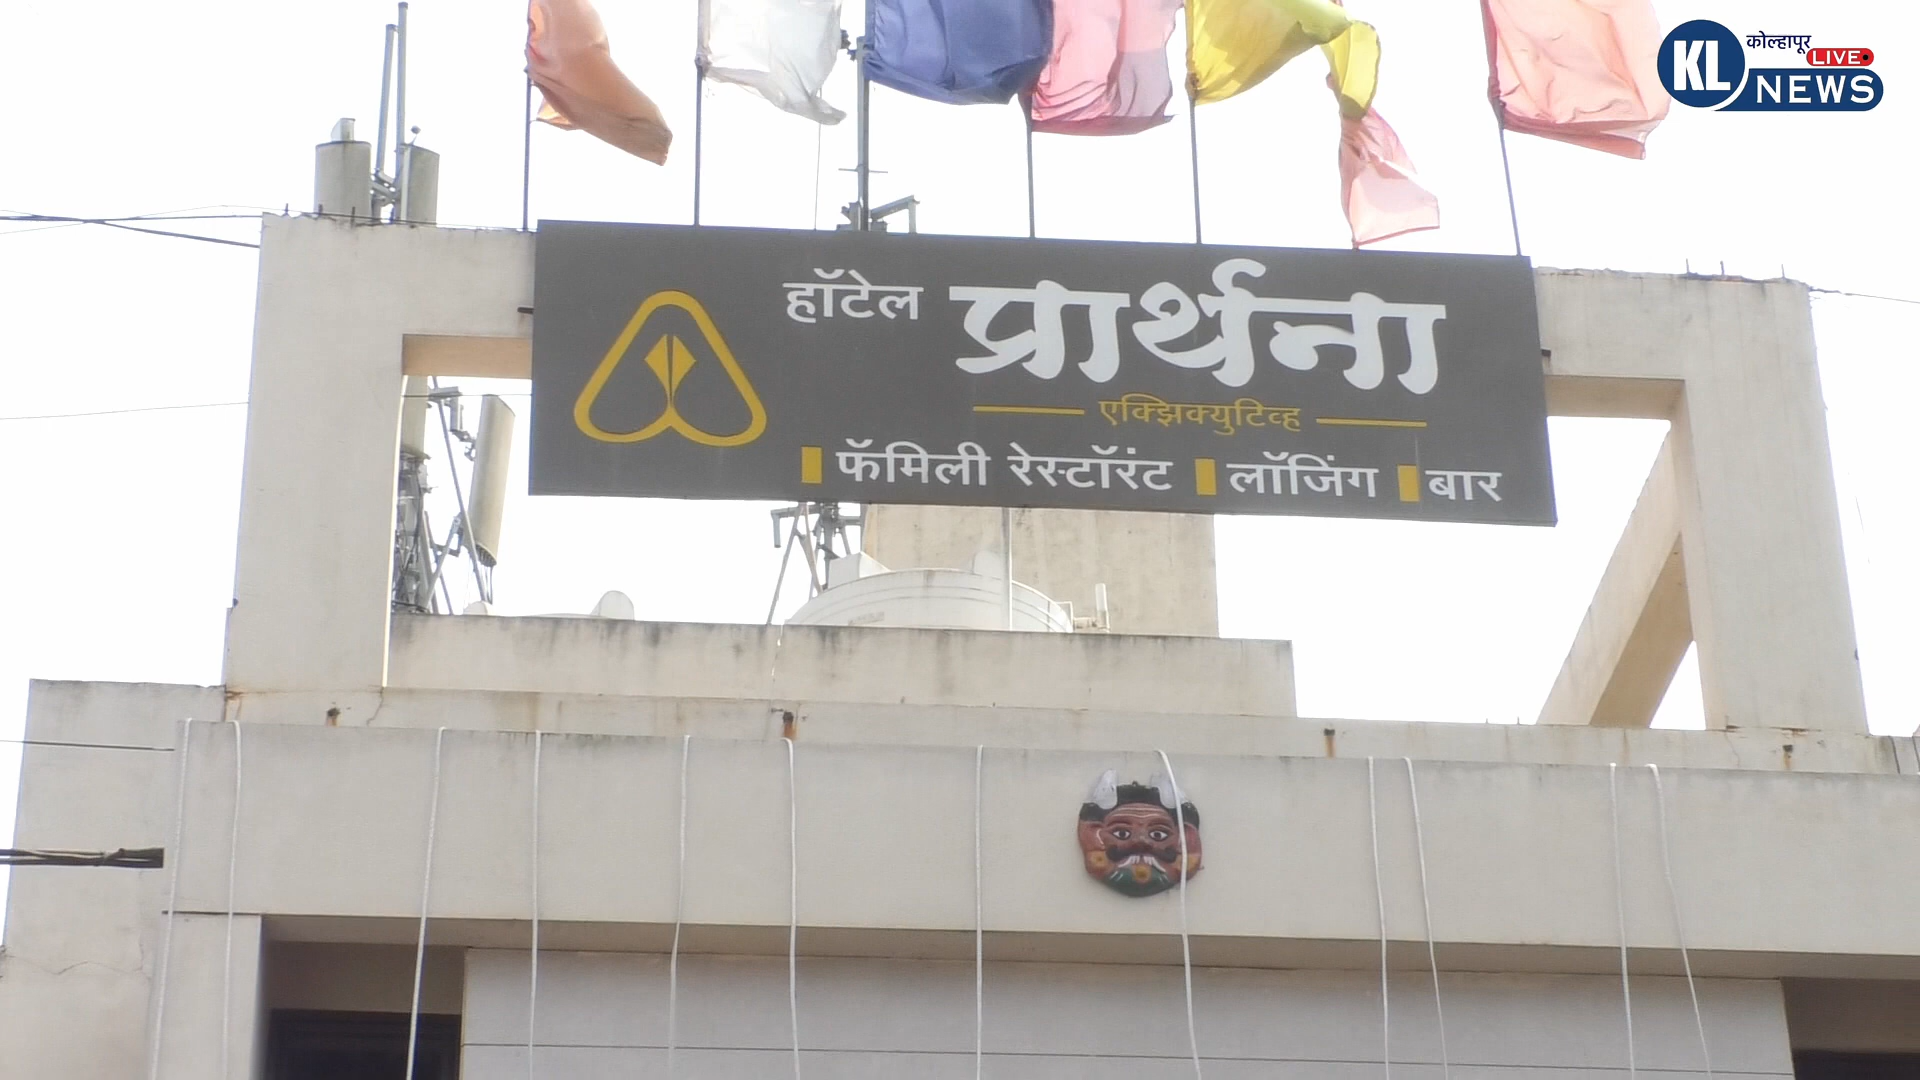 कोल्हापूर
KL LIVE
NEWS
हॉटेल प्रार्थना
एक्झिक्युटिव्ह
फॅमिली रेस्टॉरंट लॉजिंग बार